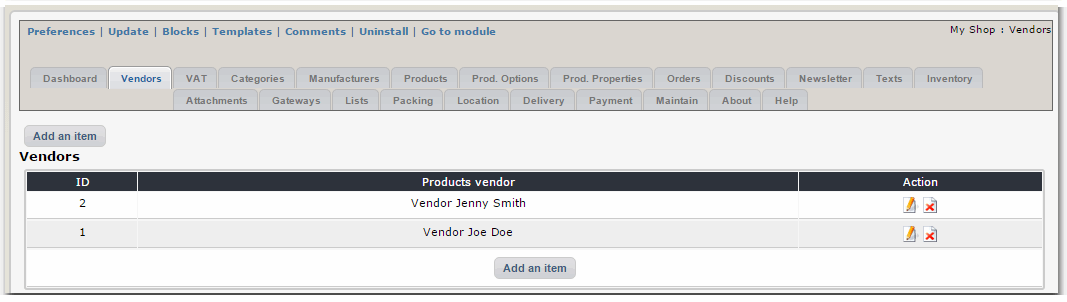 Preferences | Update | Blocks | Templates | Comments | Uninstall | Go to module
My Shop : Vendors
Dashboard Vendors VAT Categories Manufacturers Products Prod. Options Prod. Properties Orders Discounts Newsletter Texts Inventory
Attachments Gateways Lists Packing Location Delivery Payment Maintain About Help
Add an item
Vendors
ID Products vendor Action
2 Vendor Jenny Smith
1 Vendor Joe Doe
Add an item